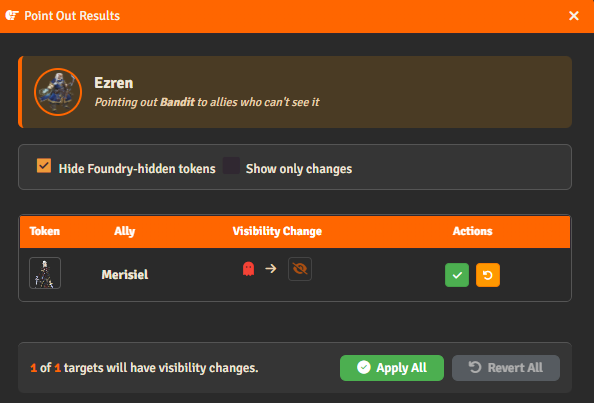 Point Out Results
Ezren
Pointing out Bandit to allies who can't see it
Hide Foundry-hidden tokens Show only changes
Token Ally Visibility Change Actions
Merisiel
1 of 1 targets will have visibility changes. Apply All Revert All